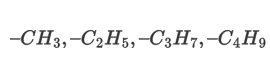 –CH₃, –C₂H₅, –C₃H₇, –C₄H₉